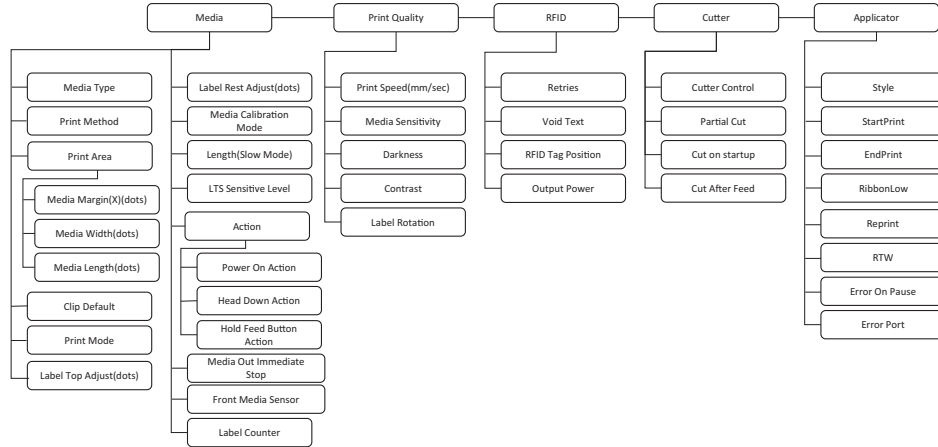 Media
Print Quality
RFID
Cutter
Applicator
Media Type
Print Method
Print Area
Media Margin(X)(dots)
Media Width(dots)
Media Length(dots)
Clip Default
Print Mode
Label Top Adjust(dots)
Label Rest Adjust(dots)
Media Calibration
Mode
Length(Slow Mode)
LTS Sensitive Level
Action
Power On Action
Head Down Action
Hold Feed Button
Action
Media Out Immediate
Stop
Front Media Sensor
Label Counter
Print Speed(mm/sec)
Media Sensitivity
Darkness
Contrast
Label Rotation
Retries
Void Text
RFID Tag Position
Output Power
Cutter Control
Partial Cut
Cut on startup
Cut After Feed
Style
StartPrint
EndPrint
RibbonLow
Reprint
RTW
Error On Pause
Error Port